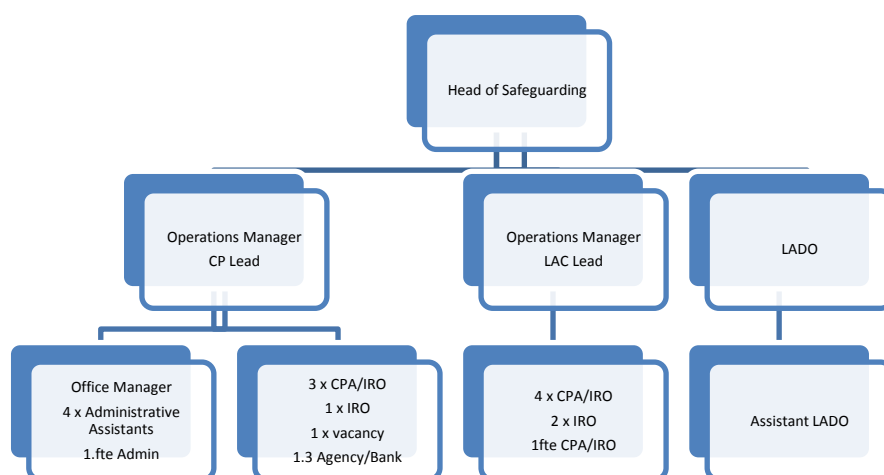 Head of Safeguarding
Operations Manager
CP Lead
Operations Manager
LAC Lead
LADO
Office Manager
4 x Administrative
Assistants
1.fte Admin
3 x CPA/IRO
1 x IRO
1 x vacancy
1.3 Agency/Bank
4 x CPA/IRO
2 x IRO
1fte CPA/IRO
Assistant LADO